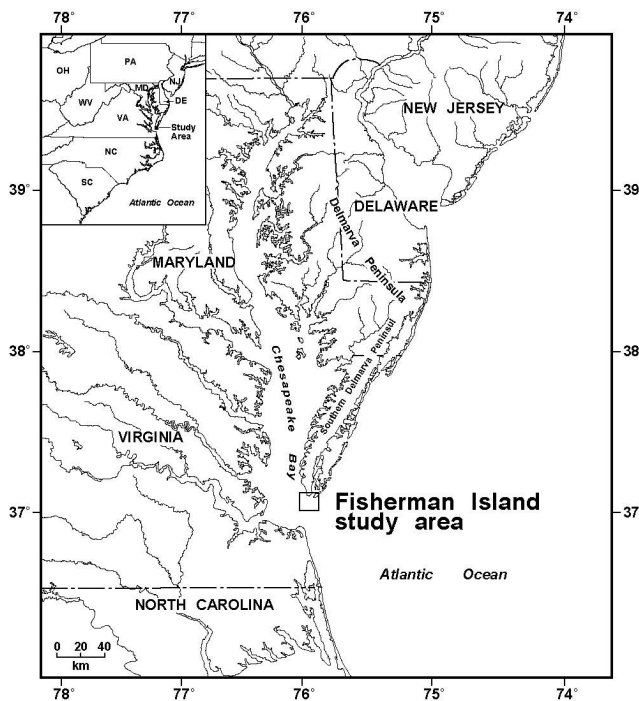 78° 77° 76° 75° 74°
OH
PA
N.J.
MD
WV
DE
VA
Study
Area
NC
SC
Atlantic Ocean
NEW JERSEY
39° 39°
DELAWARE
Delmarva
Peninsula
MARYLAND
38° 38°
Chesapeake
Bay
Southern Delmarva Peninsul
VIRGINIA
37° 37°
Fisherman Island
study area
Atlantic Ocean
NORTH CAROLINA
0 20 40
km
78° 77° 76° 75° 74°